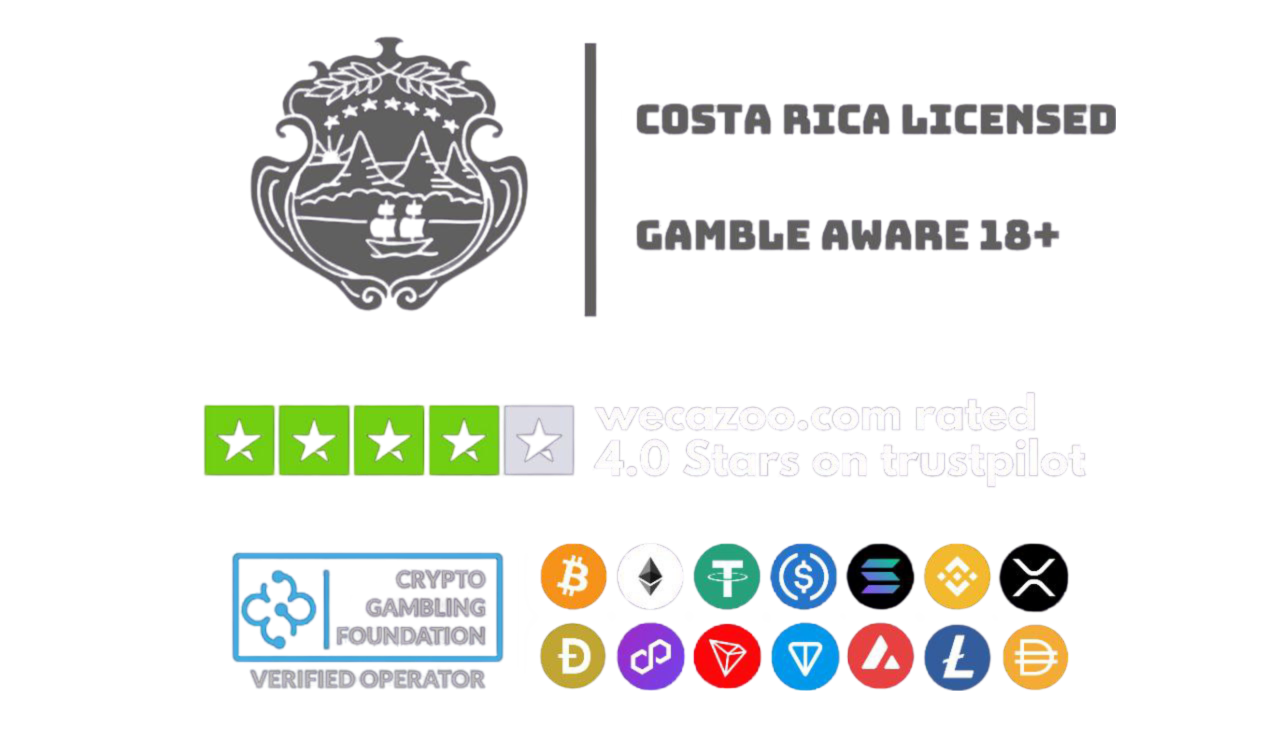 COSTA RICA LICENSED
GAMBLE AWARE 18+
wecazoo.com rated
4.0 Stars on trustpilot
CRYPTO
GAMBLING
FOUNDATION
VERIFIED OPERATOR